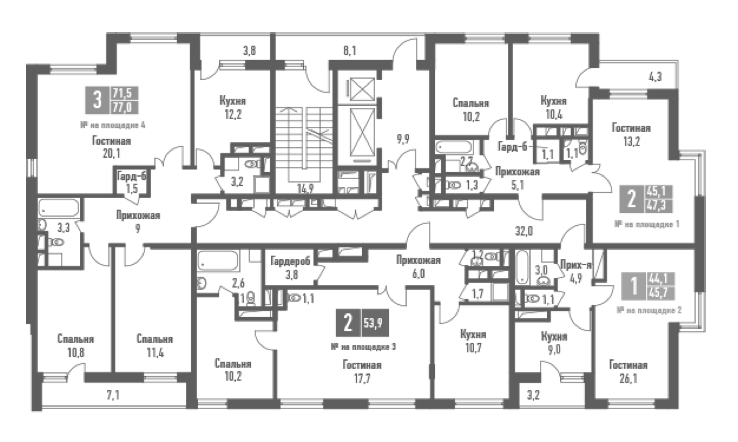 3,8
8,1
4,3
3 71,5
77,0
№ на площадке 4
Гостиная
20,1
Кухня
12,2
Спальня
10,2
Кухня
10,4
Гостиная
13,2
9,9
Гард-б
1,1
1,1
2,7
1,3
Прихожая
5,1
Гард-б
1,5
3,2
14,9
2 45,1
47,3
№ на площадке 1
3,3
Прихожая
9
32,0
Гардероб
3,8
Прихожая
6,0
1,2
3,0
Прих-я
4,9
2,6
1
1,1
1,7
1,1
1 44,1
45,7
№ на площадке 2
2 53,9
№ на площадке 3
Спальня
10,8
Спальня
11,4
Спальня
10,2
Гостиная
17,7
Кухня
10,7
Кухня
9,0
Гостиная
26,1
7,1
3,2